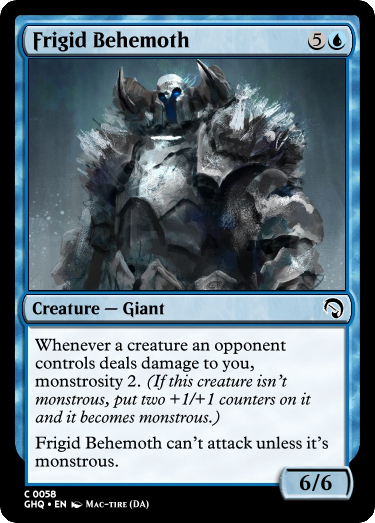 Frigid Behemoth 5
Creature — Giant
Whenever a creature an opponent
controls deals damage to you,
monstrosity 2. (If this creature isn't
monstrous, put two +1/+1 counters on it
and it becomes monstrous.)
Frigid Behemoth can't attack unless it's
monstrous.
6/6
C 0058
GHQ • EN Mac-tire (DA)